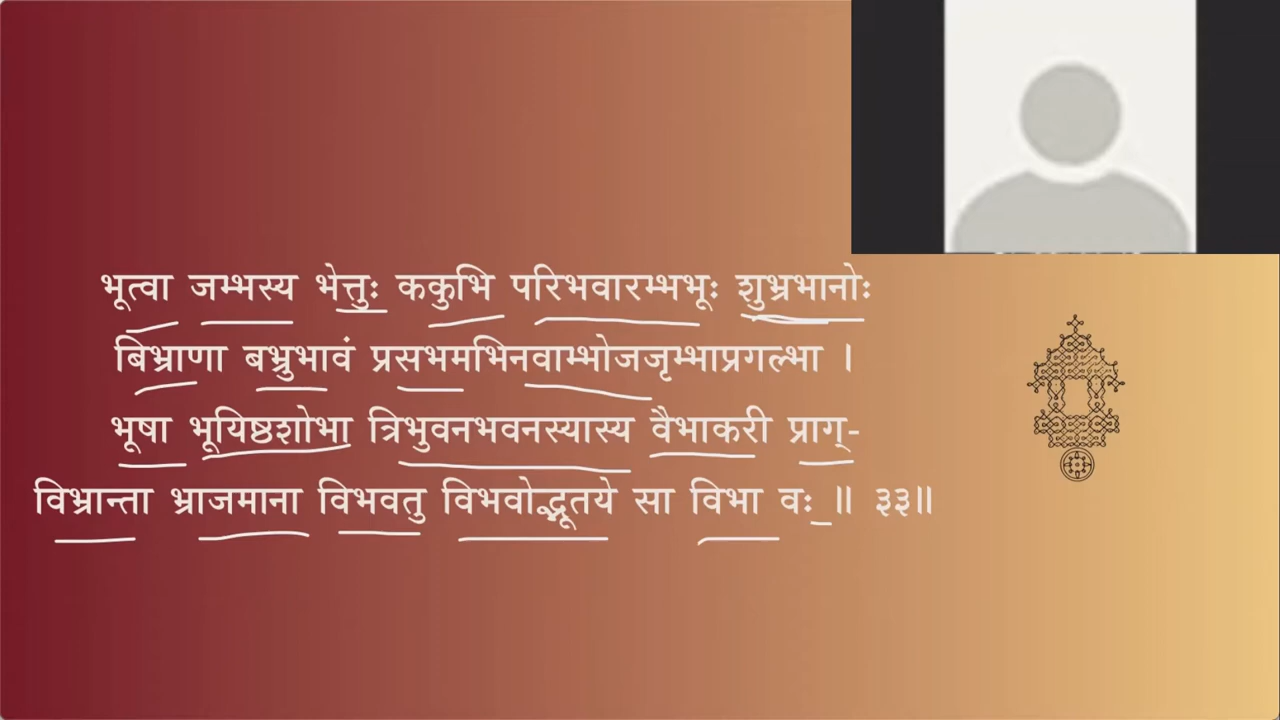 भूत्वा जम्भस्य भेत्तुः ककुभि परिभवारम्भभूः शुभ्रभानोः
बिभ्राणा बभ्रुभावं प्रसभमभिनवाम्भोजजृम्भाप्रगल्भा ।
भूषा भूयिष्ठशोभा त्रिभुवनभवनस्यास्य वैभाकरी प्राग्-
विभ्रान्ता भ्राजमाना विभवतु विभवोद्भूतये सा विभा वः ॥ ३३॥